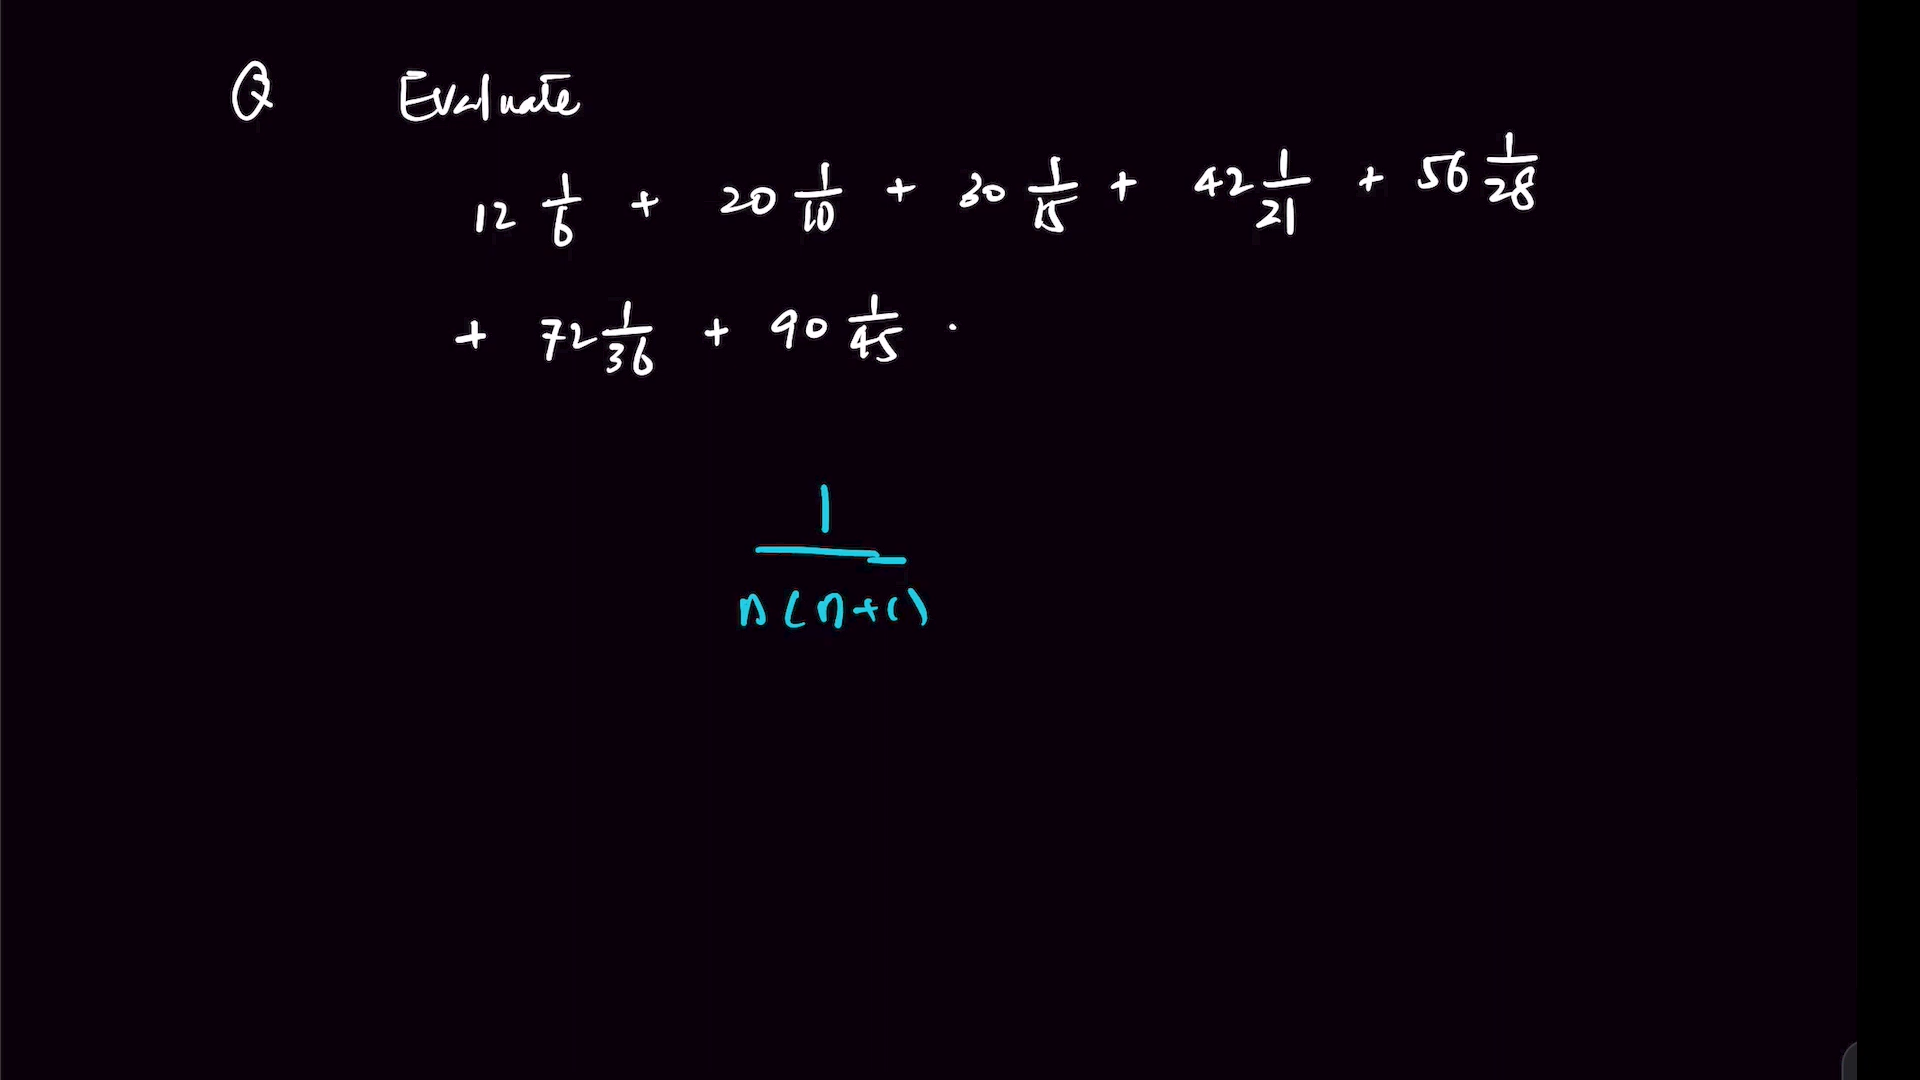 Q Evaluate
12 1/6 + 20 1/10 + 30 1/15 + 42 1/21 + 56 1/28
+ 72 1/36 + 90 1/45 .
1
n(n+1)